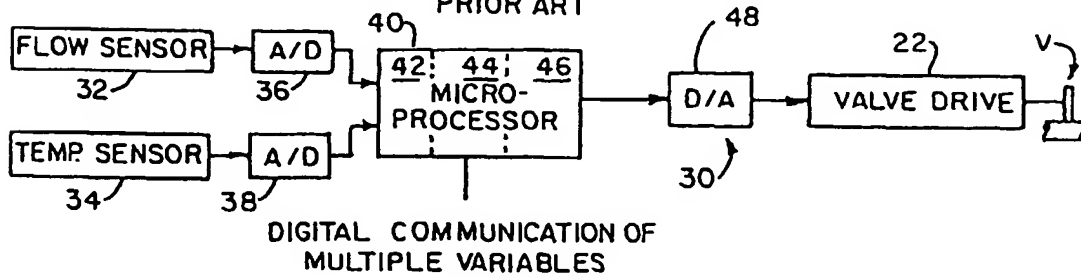 PRIOR ART
FLOW SENSOR
32
A/D
36
40
42 44 46
MICRO-
PROCESSOR
48
D/A
30
22
VALVE DRIVE
V
TEMP. SENSOR
34
A/D
38
DIGITAL COMMUNICATION OF
MULTIPLE VARIABLES